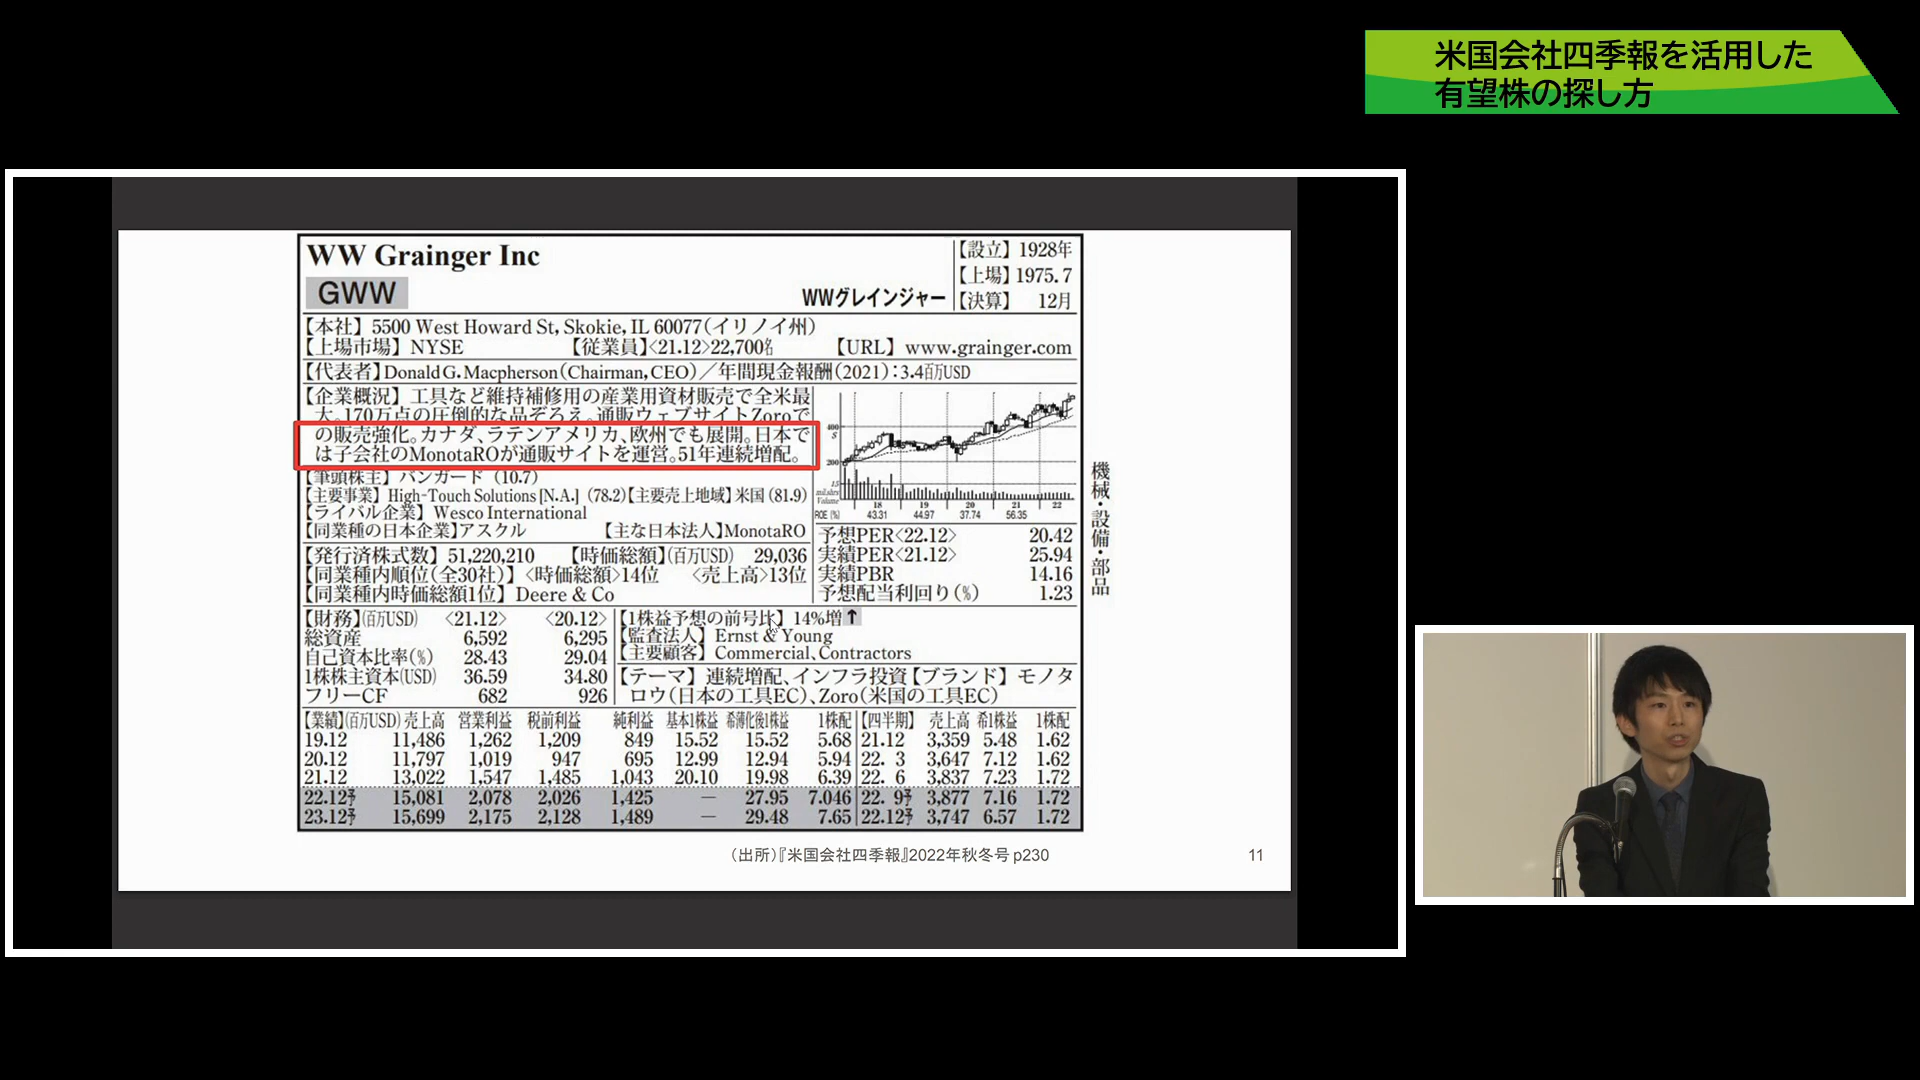 米国会社四季報を活用した
有望株の探し方
WW Grainger Inc
GWW
WWグレインジャー
【設立】1928年
【上場】1975.7
【決算】 12月
【本社】5500 West Howard St, Skokie, IL 60077(イリノイ州)
【上場市場】NYSE 【従業員】<21.12>22,700名 【URL】www.grainger.com
【代表者】Donald G. Macpherson(Chairman, CEO)／年間現金報酬(2021):3.4百万USD
【企業概況】工具など維持補修用の産業用資材販売で全米最
大。170万点の圧倒的な品ぞろえ。通販ウェブサイトZoroで
の販売強化。カナダ、ラテンアメリカ、欧州でも展開。日本で
は子会社のMonotaROが通販サイトを運営。51年連続増配。
【筆頭株主】バンガード(10.7)
【主要事業】High-Touch Solutions [N.A.] (78.2)【主要売上地域】米国(81.9)
【ライバル企業】Wesco International
【同業種の日本企業】アスクル 【主な日本法人】MonotaRO
【発行済株式数】51,220,210 【時価総額】(百万USD) 29,036
【同業種内順位(全30社)】<時価総額>14位 <売上高>13位
【同業種内時価総額1位】Deere & Co
400
S
200
15
mil.shrs
Volume
18 19 20 21 22
ROE (%) 43.31 44.97 37.74 56.35
予想PER<22.12> 20.42
実績PER<21.12> 25.94
実績PBR 14.16
予想配当利回り(%) 1.23
機械・設備・部品
【財務】(百万USD) <21.12> <20.12>
総資産 6,592 6,295
自己資本比率(%) 28.43 29.04
1株株主資本(USD) 36.59 34.80
フリーCF 682 926
【1株益予想の前号比】14%増↑
【監査法人】Ernst & Young
【主要顧客】Commercial, Contractors
【テーマ】連続増配、インフラ投資【ブランド】モノタ
ロウ(日本の工具EC)、Zoro(米国の工具EC)
【業績】(百万USD) 売上高 営業利益 税前利益 純利益 基本1株益 希薄化後1株益 1株配
19.12 11,486 1,262 1,209 849 15.52 15.52 5.68
20.12 11,797 1,019 947 695 12.99 12.94 5.94
21.12 13,022 1,547 1,485 1,043 20.10 19.98 6.39
22.12予 15,081 2,078 2,026 1,425 — 27.95 7.046
23.12予 15,699 2,175 2,128 1,489 — 29.48 7.65
【四半期】 売上高 希1株益 1株配
21.12 3,359 5.48 1.62
22. 3 3,647 7.12 1.62
22. 6 3,837 7.23 1.72
22. 9予 3,877 7.16 1.72
22.12予 3,747 6.57 1.72
(出所)『米国会社四季報』2022年秋冬号 p230
11